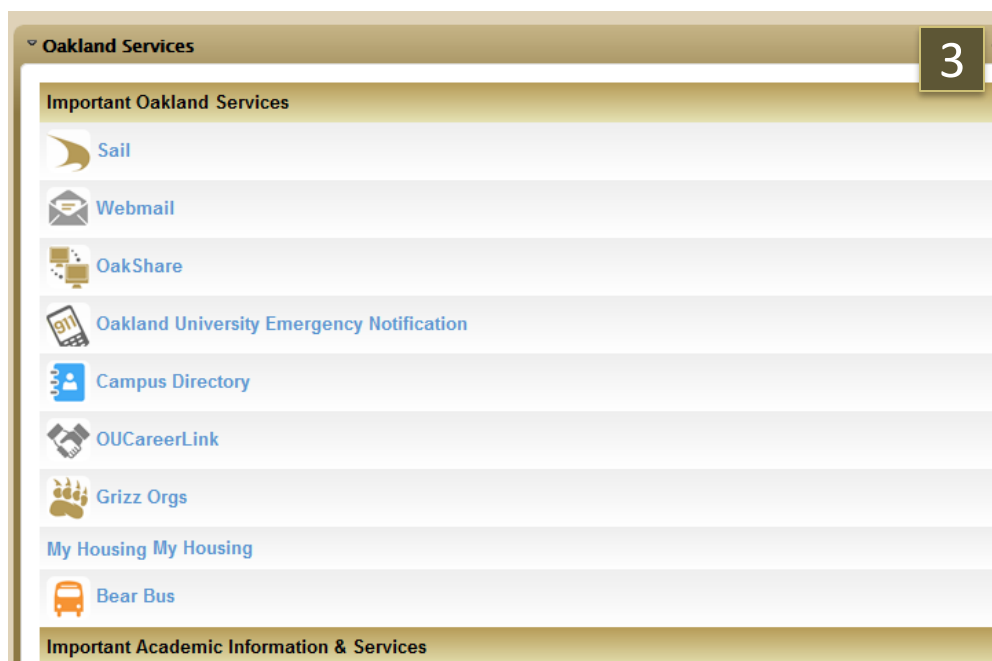 Oakland Services
3
Important Oakland Services
Sail
Webmail
OakShare
911
Oakland University Emergency Notification
Campus Directory
OUCareerLink
Grizz Orgs
My Housing My Housing
Bear Bus
Important Academic Information & Services